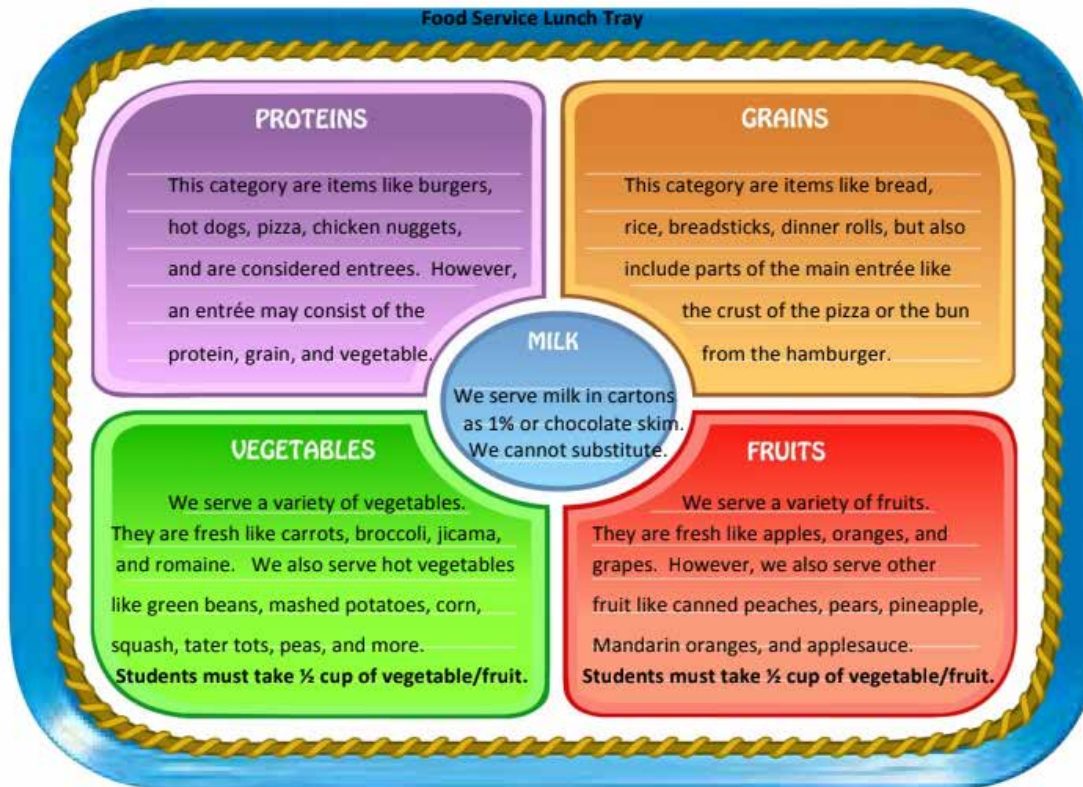 Food Service Lunch Tray
PROTEINS
This category are items like burgers,
hot dogs, pizza, chicken nuggets,
and are considered entrees.  However,
an entrée may consist of the
protein, grain, and vegetable.
GRAINS
This category are items like bread,
rice, breadsticks, dinner rolls, but also
include parts of the main entrée like
the crust of the pizza or the bun
from the hamburger.
MILK
We serve milk in cartons
as 1% or chocolate skim.
We cannot substitute.
VEGETABLES
We serve a variety of vegetables.
They are fresh like carrots, broccoli, jicama,
and romaine.   We also serve hot vegetables
like green beans, mashed potatoes, corn,
squash, tater tots, peas, and more.
Students must take ½ cup of vegetable/fruit.
FRUITS
We serve a variety of fruits.
They are fresh like apples, oranges, and
grapes.  However, we also serve other
fruit like canned peaches, pears, pineapple,
Mandarin oranges, and applesauce.
Students must take ½ cup of vegetable/fruit.